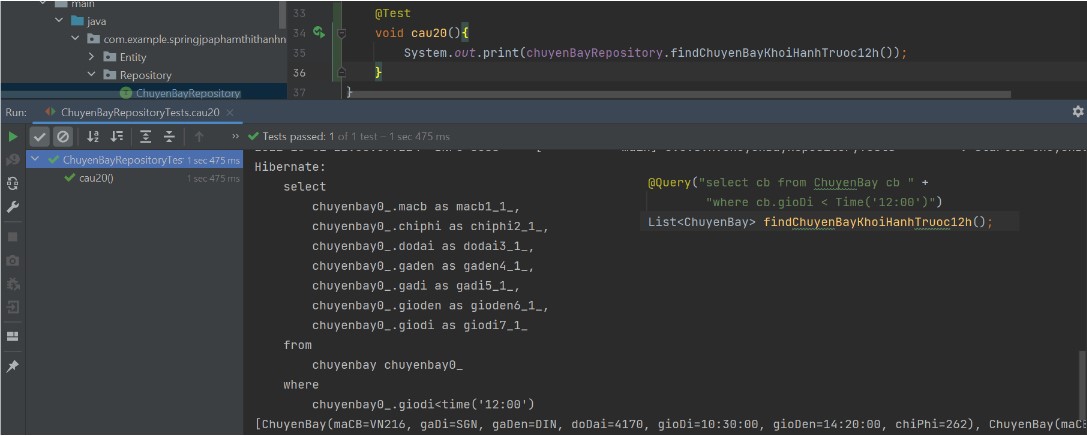 main
java
com.example.springjpaphamthithanhn
Entity
Repository
ChuyenBayRepository
33 @Test
34 void cau20(){
35 System.out.print(chuyenBayRepository.findChuyenBayKhoiHanhTruoc12h());
36 }
37 }
Run: ChuyenBayRepositoryTests.cau20 ×
» Tests passed: 1 of 1 test – 1 sec 475 ms
ChuyenBayRepositoryTes 1 sec 475 ms
cau20() 1 sec 475 ms
Hibernate:
select
chuyenbay0_.macb as macb1_1_,
chuyenbay0_.chiphi as chiphi2_1_,
chuyenbay0_.dodai as dodai3_1_,
chuyenbay0_.gaden as gaden4_1_,
chuyenbay0_.gadi as gadi5_1_,
chuyenbay0_.gioden as gioden6_1_,
chuyenbay0_.giodi as giodi7_1_
from
chuyenbay chuyenbay0_
where
chuyenbay0_.giodi<time('12:00')
[ChuyenBay(maCB=VN216, gaDi=SGN, gaDen=DIN, doDai=4170, gioDi=10:30:00, gioDen=14:20:00, chiPhi=262), ChuyenBay(maC
@Query("select cb from ChuyenBay cb " +
"where cb.gioDi < Time('12:00')")
List<ChuyenBay> findChuyenBayKhoiHanhTruoc12h();